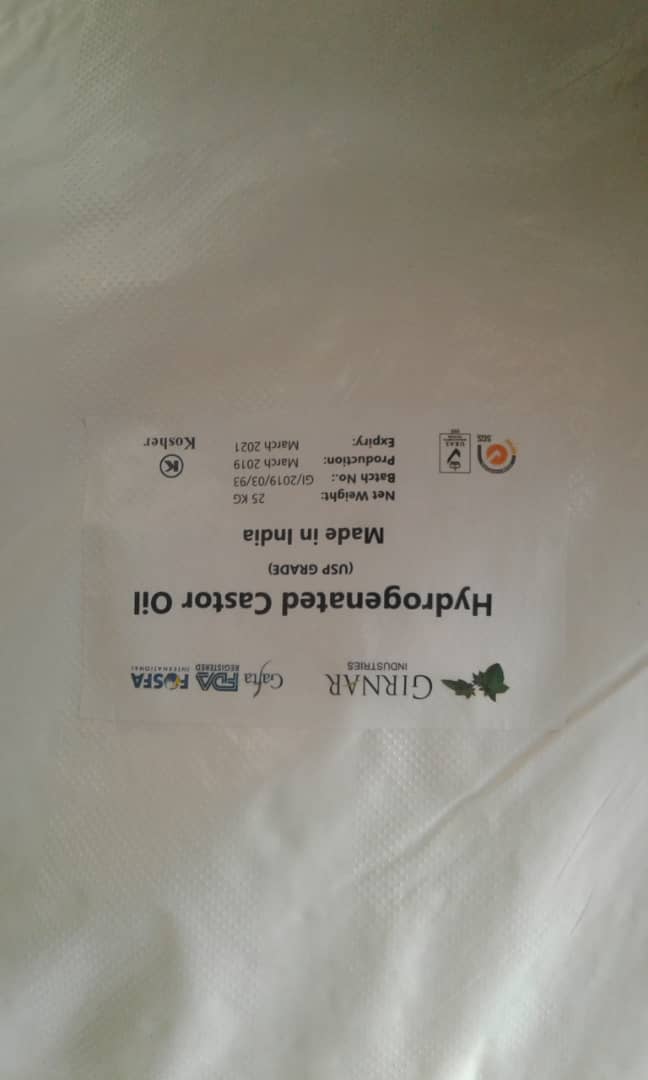 GIRNAR
INDUSTRIES
Gafta
FDA
REGISTERED
FOSFA
INTERNATIONAL
Hydrogenated Castor Oil
(USP GRADE)
Made in India
Net Weight: 25 KG
Batch No.: GI/2019/03/93
Production: March 2019
Expiry: March 2021
SGS
UKAS
K
Kosher